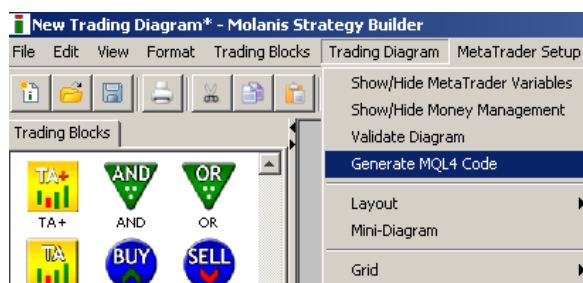 New Trading Diagram* - Molanis Strategy Builder
File Edit View Format Trading Blocks Trading Diagram MetaTrader Setup
Show/Hide MetaTrader Variables
Show/Hide Money Management
Validate Diagram
Generate MQL4 Code
Layout
Mini-Diagram
Grid
Trading Blocks
TA+ AND OR
TA+ AND OR
TA BUY SELL